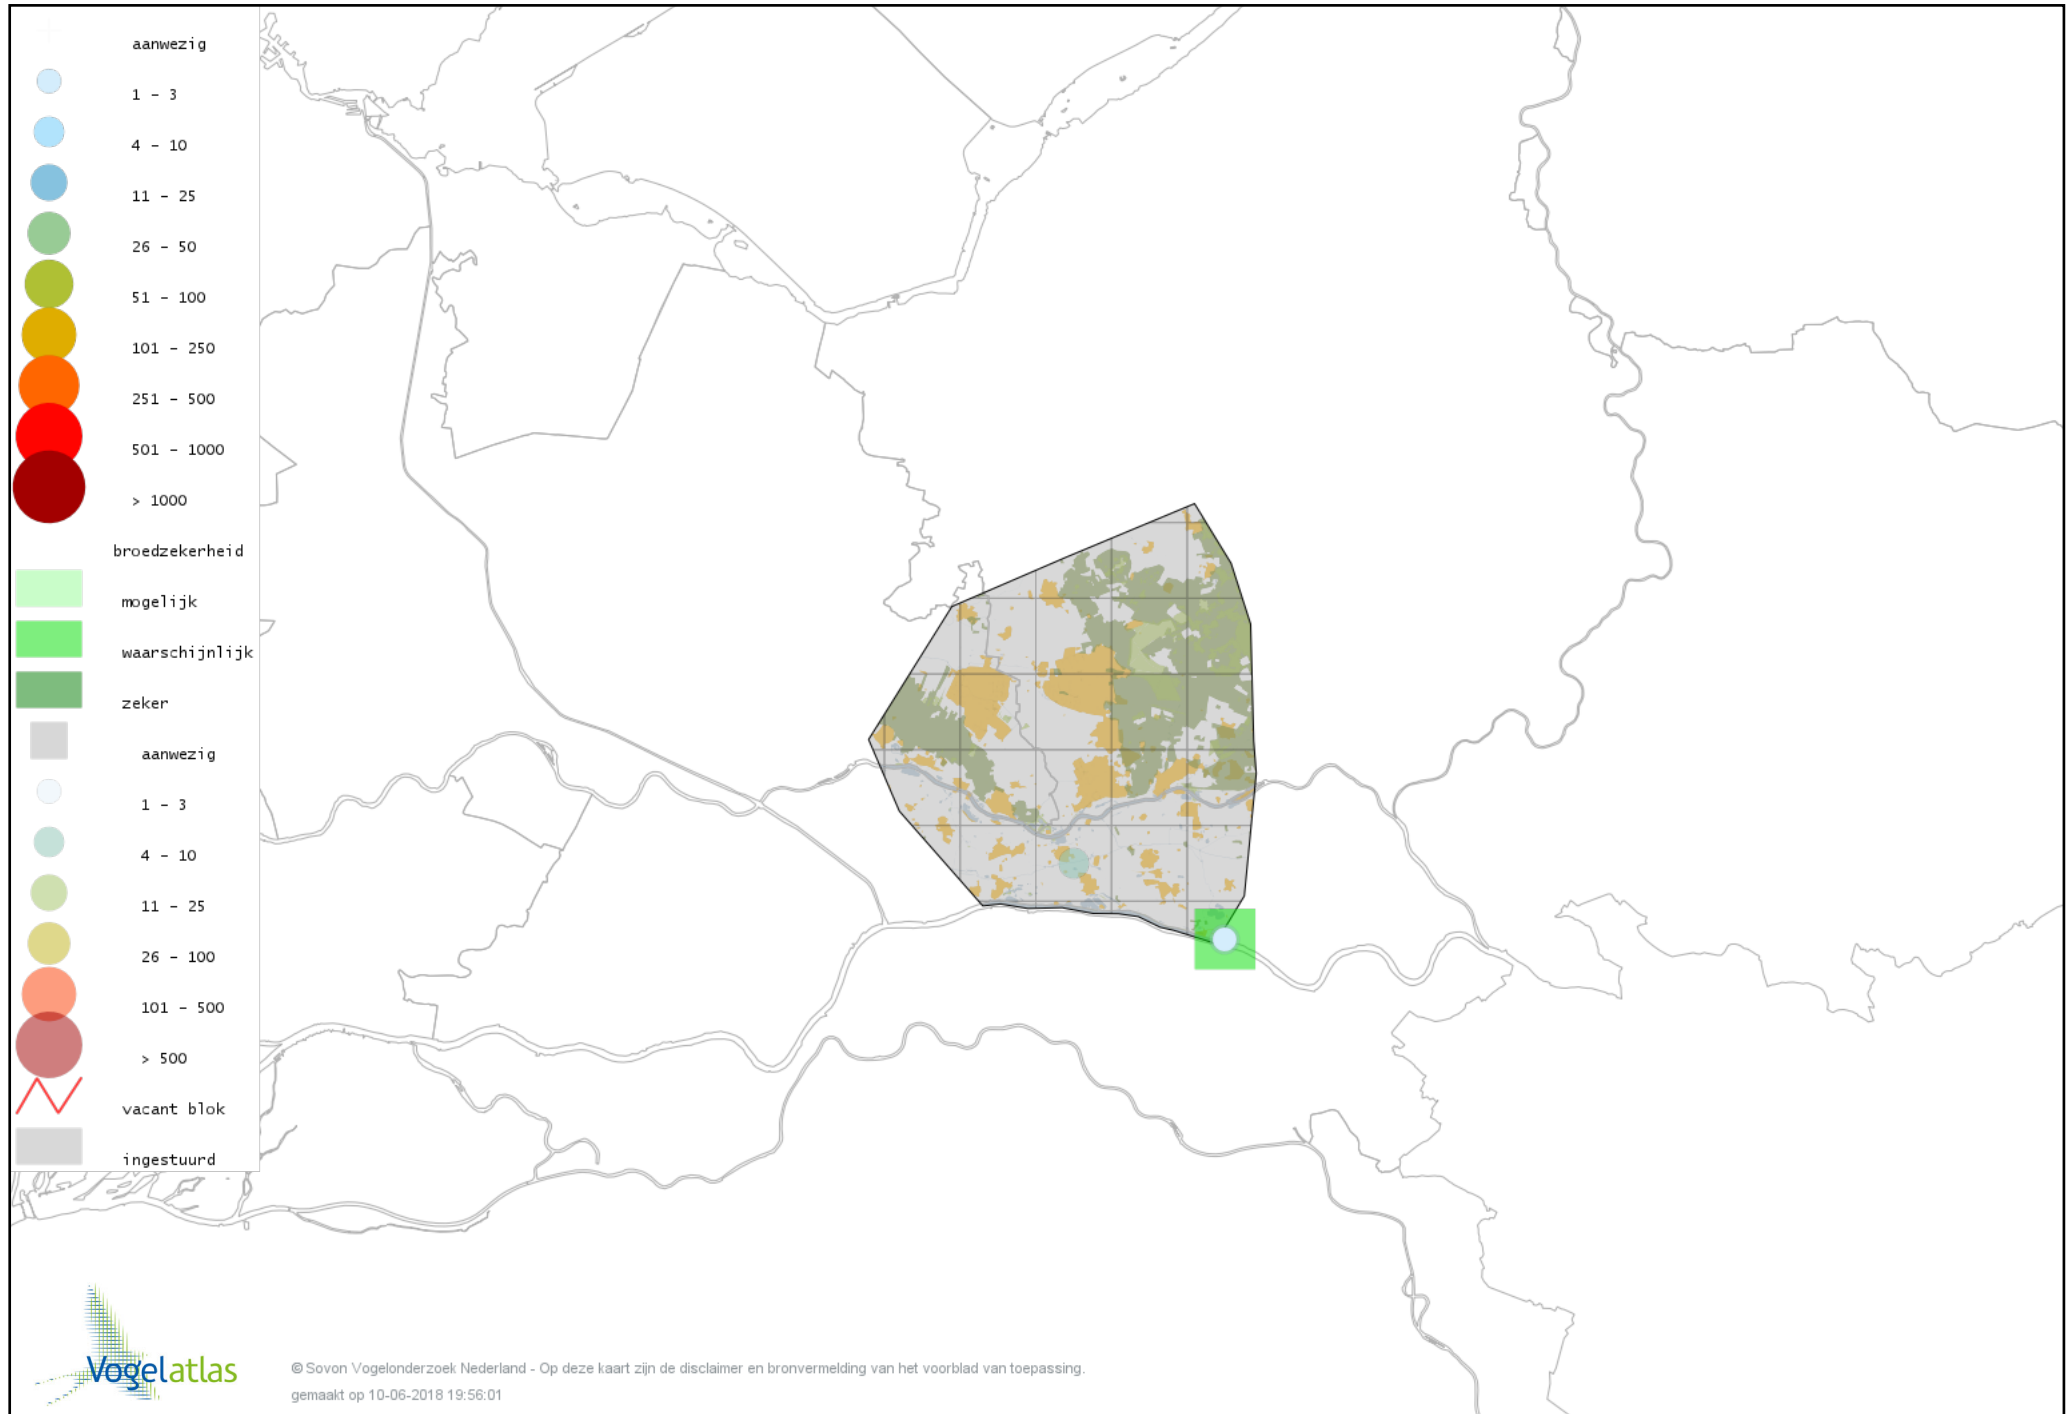 aanwezig
1 - 3
4 - 10
11 - 25
26 - 50
51 - 100
101 - 250
251 - 500
501 - 1000
> 1000
broedzekerheid
mogelijk
waarschijnlijk
zeker
aanwezig
1 - 3
4 - 10
11 - 25
26 - 100
101 - 500
> 500
vacant blok
ingestuurd
Vogelatlas
© Sovon Vogelonderzoek Nederland - Op deze kaart zijn de disclaimer en bronvermelding van het voorblad van toepassing.
gemaakt op 10-06-2018 19:56:01